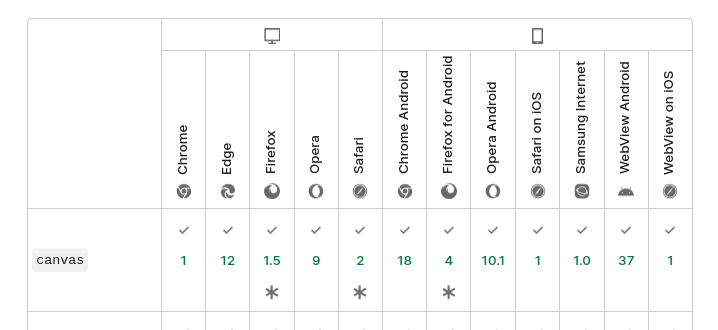 Chrome
Edge
Firefox
Opera
Safari
Chrome Android
Firefox for Android
Opera Android
Safari on iOS
Samsung Internet
WebView Android
WebView on iOS
canvas 1 12 1.5 9 2 18 4 10.1 1 1.0 37 1